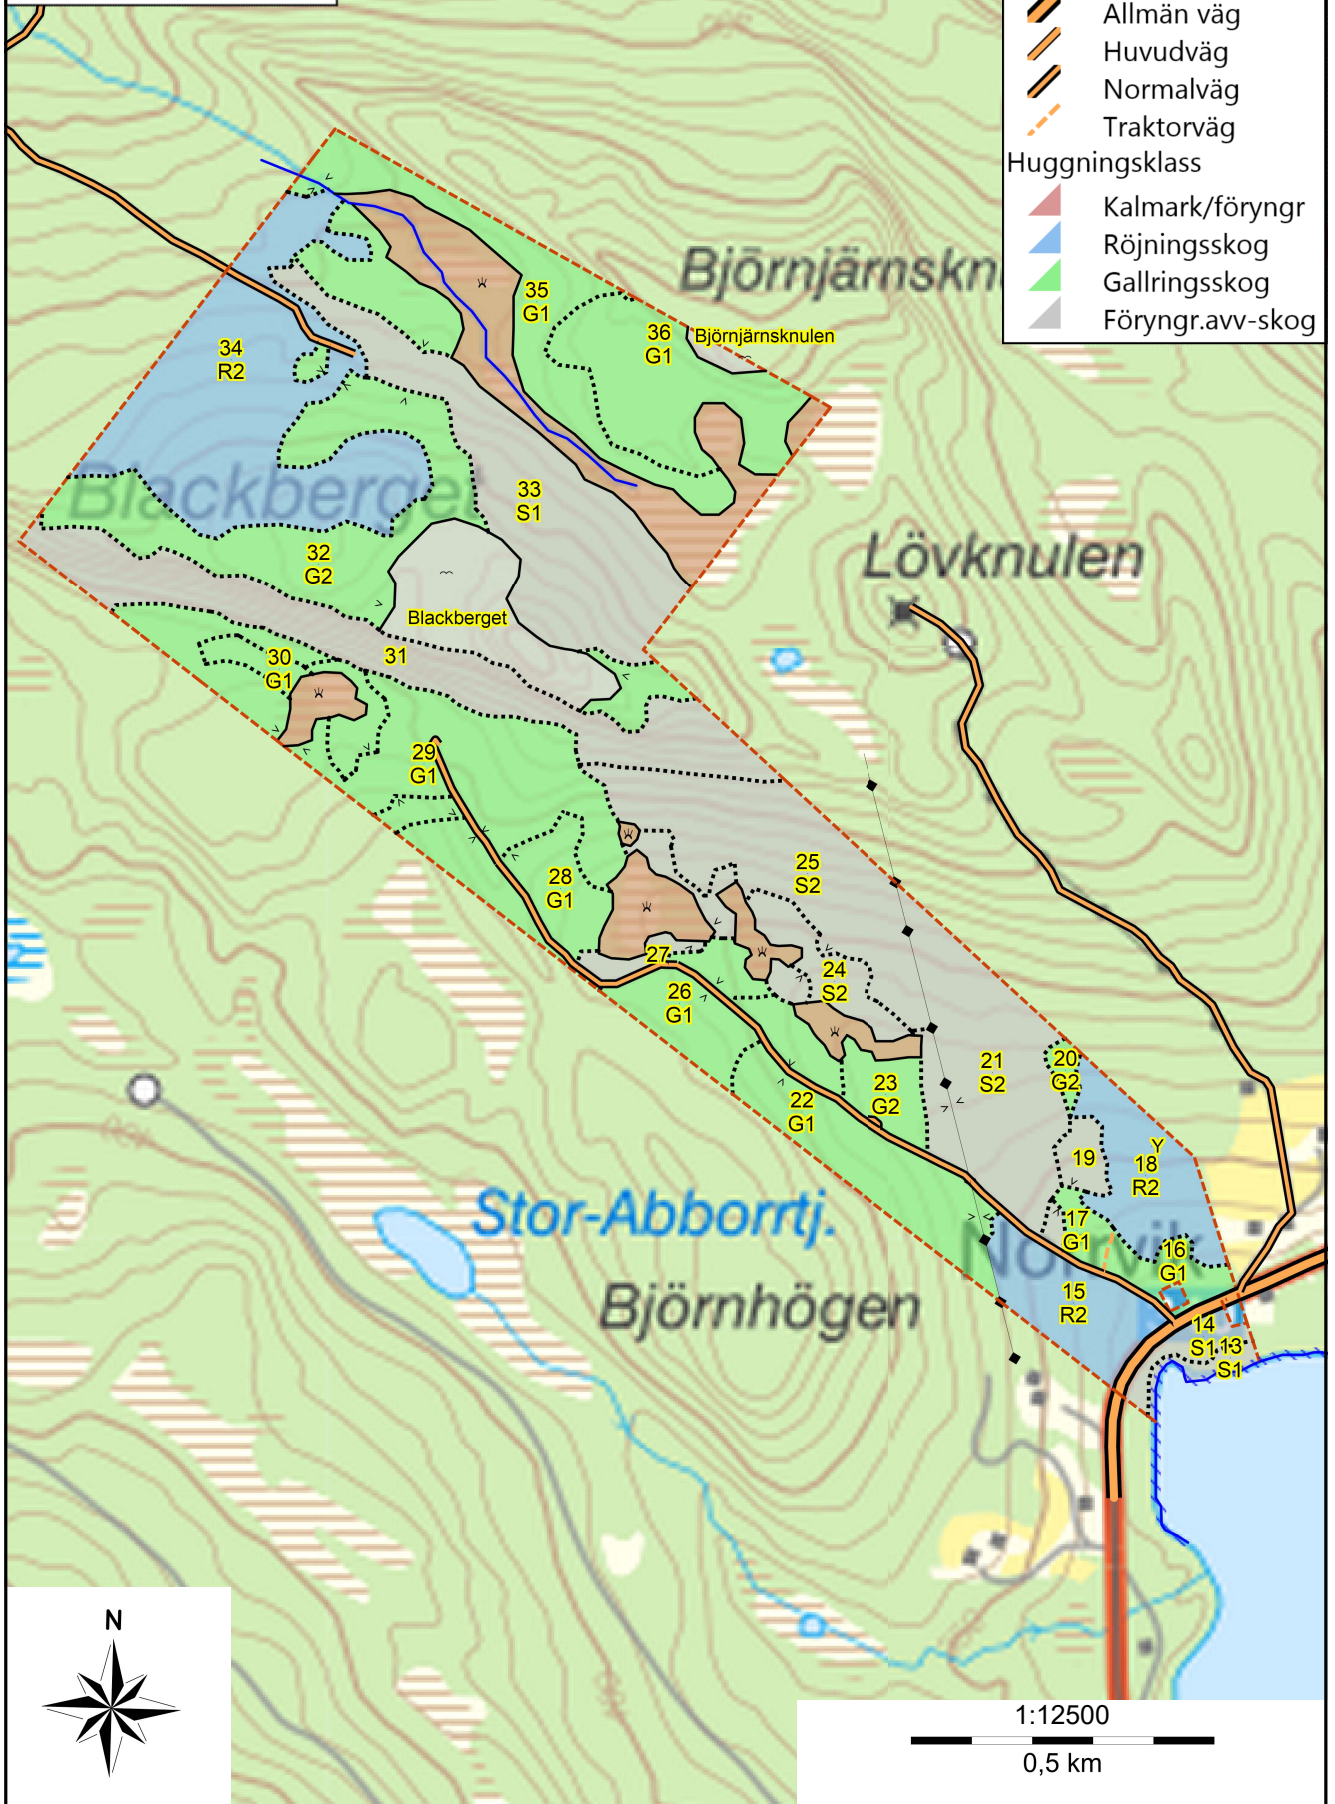 Allmän väg
Huvudväg
Normalväg
Traktorväg
Huggningsklass
Kalmark/föryngr
Röjningsskog
Gallringsskog
Föryngr.avv-skog
Björnjärnskn
35
G1
36
G1
Björnjärnsknulen
34
R2
Blackberget
33
S1
32
G2
Lövknulen
Blackberget
30
G1
31
29
G1
28
G1
25
S2
27
24
S2
26
G1
21
S2
20
G2
23
G2
22
G1
19
Y
18
R2
17
G1
Norrvik
16
G1
15
R2
14
S1
13
S1
Stor-Abborrtj.
Björnhögen
N
1:12500
0,5 km